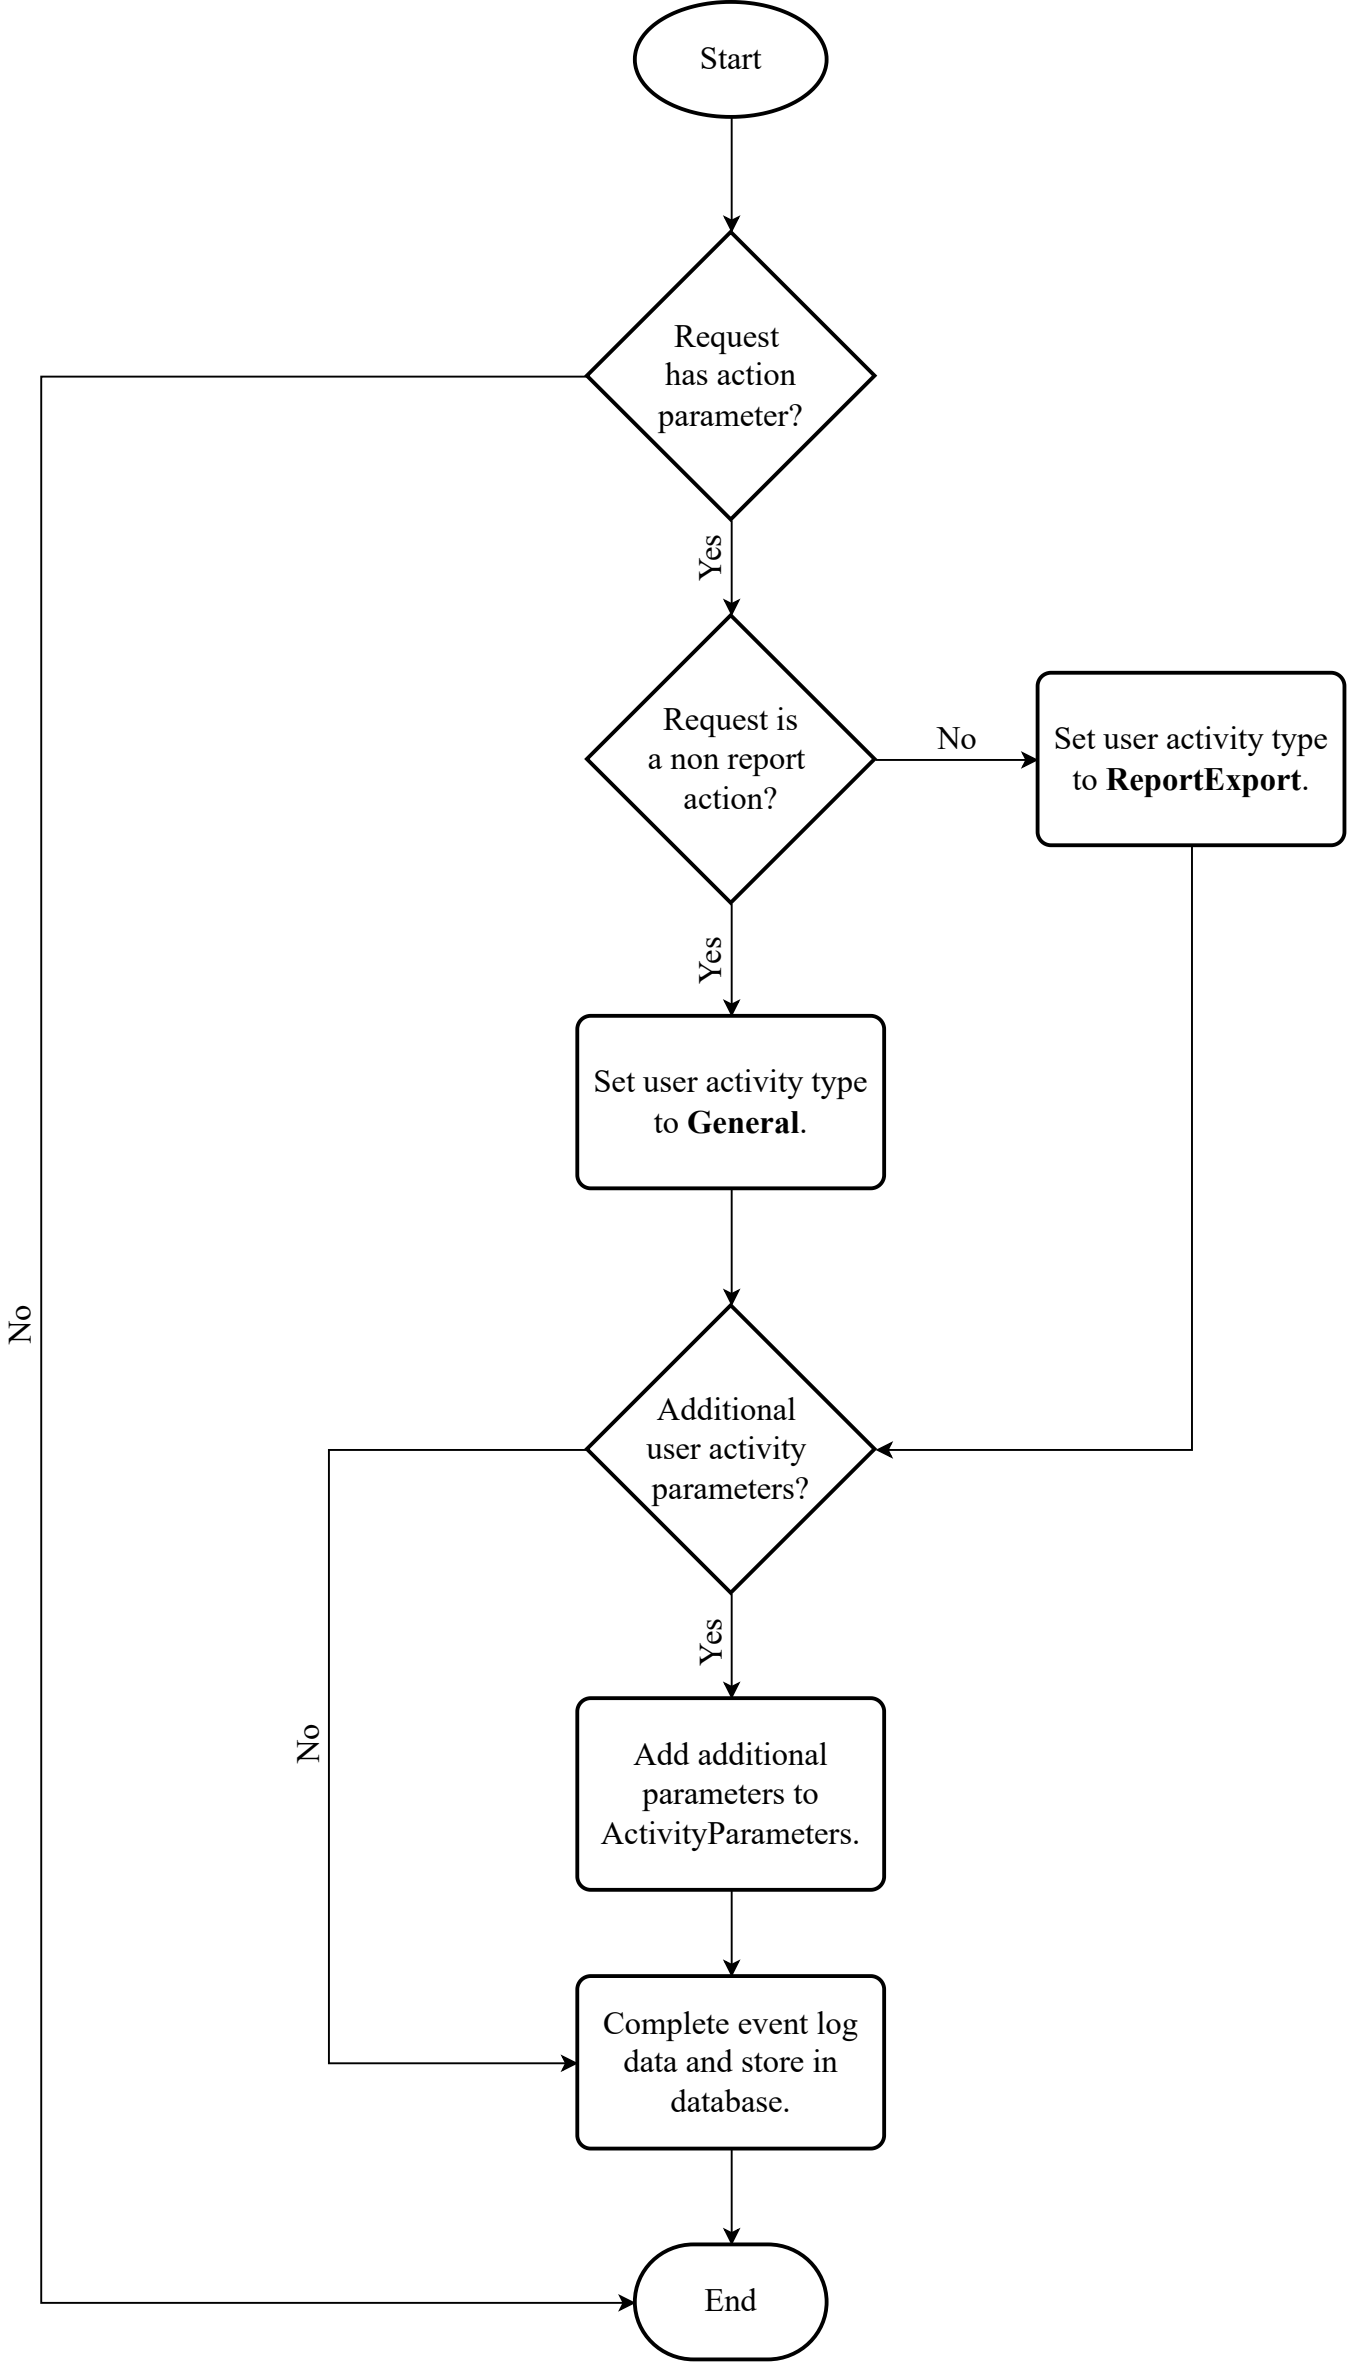 Start
Request
has action
parameter?
Yes
Request is
a non report
action?
No
Set user activity type
to ReportExport.
Yes
Set user activity type
to General.
No
Additional
user activity
parameters?
Yes
No
Add additional
parameters to
ActivityParameters.
Complete event log
data and store in
database.
End